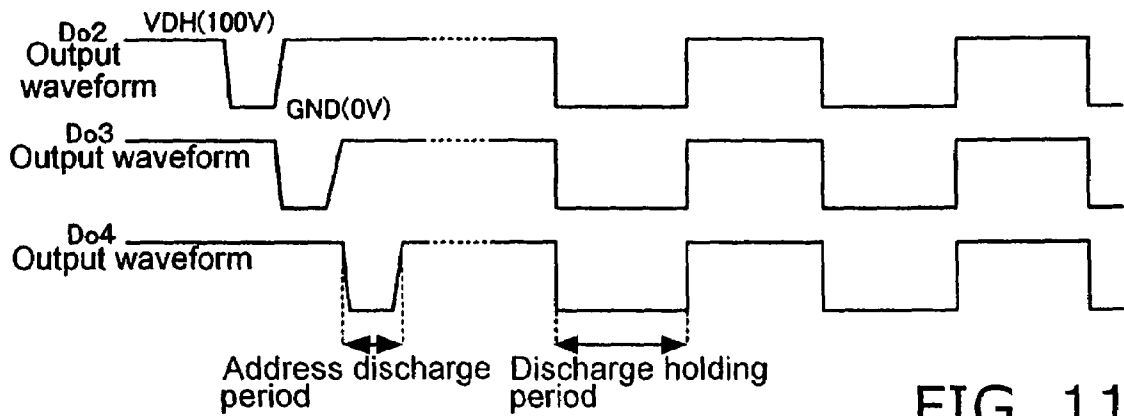 Do2 VDH(100V)
Output
waveform
GND(0V)
Do3
Output waveform
Do4
Output waveform
Address discharge
period
Discharge holding
period
FIG. 11